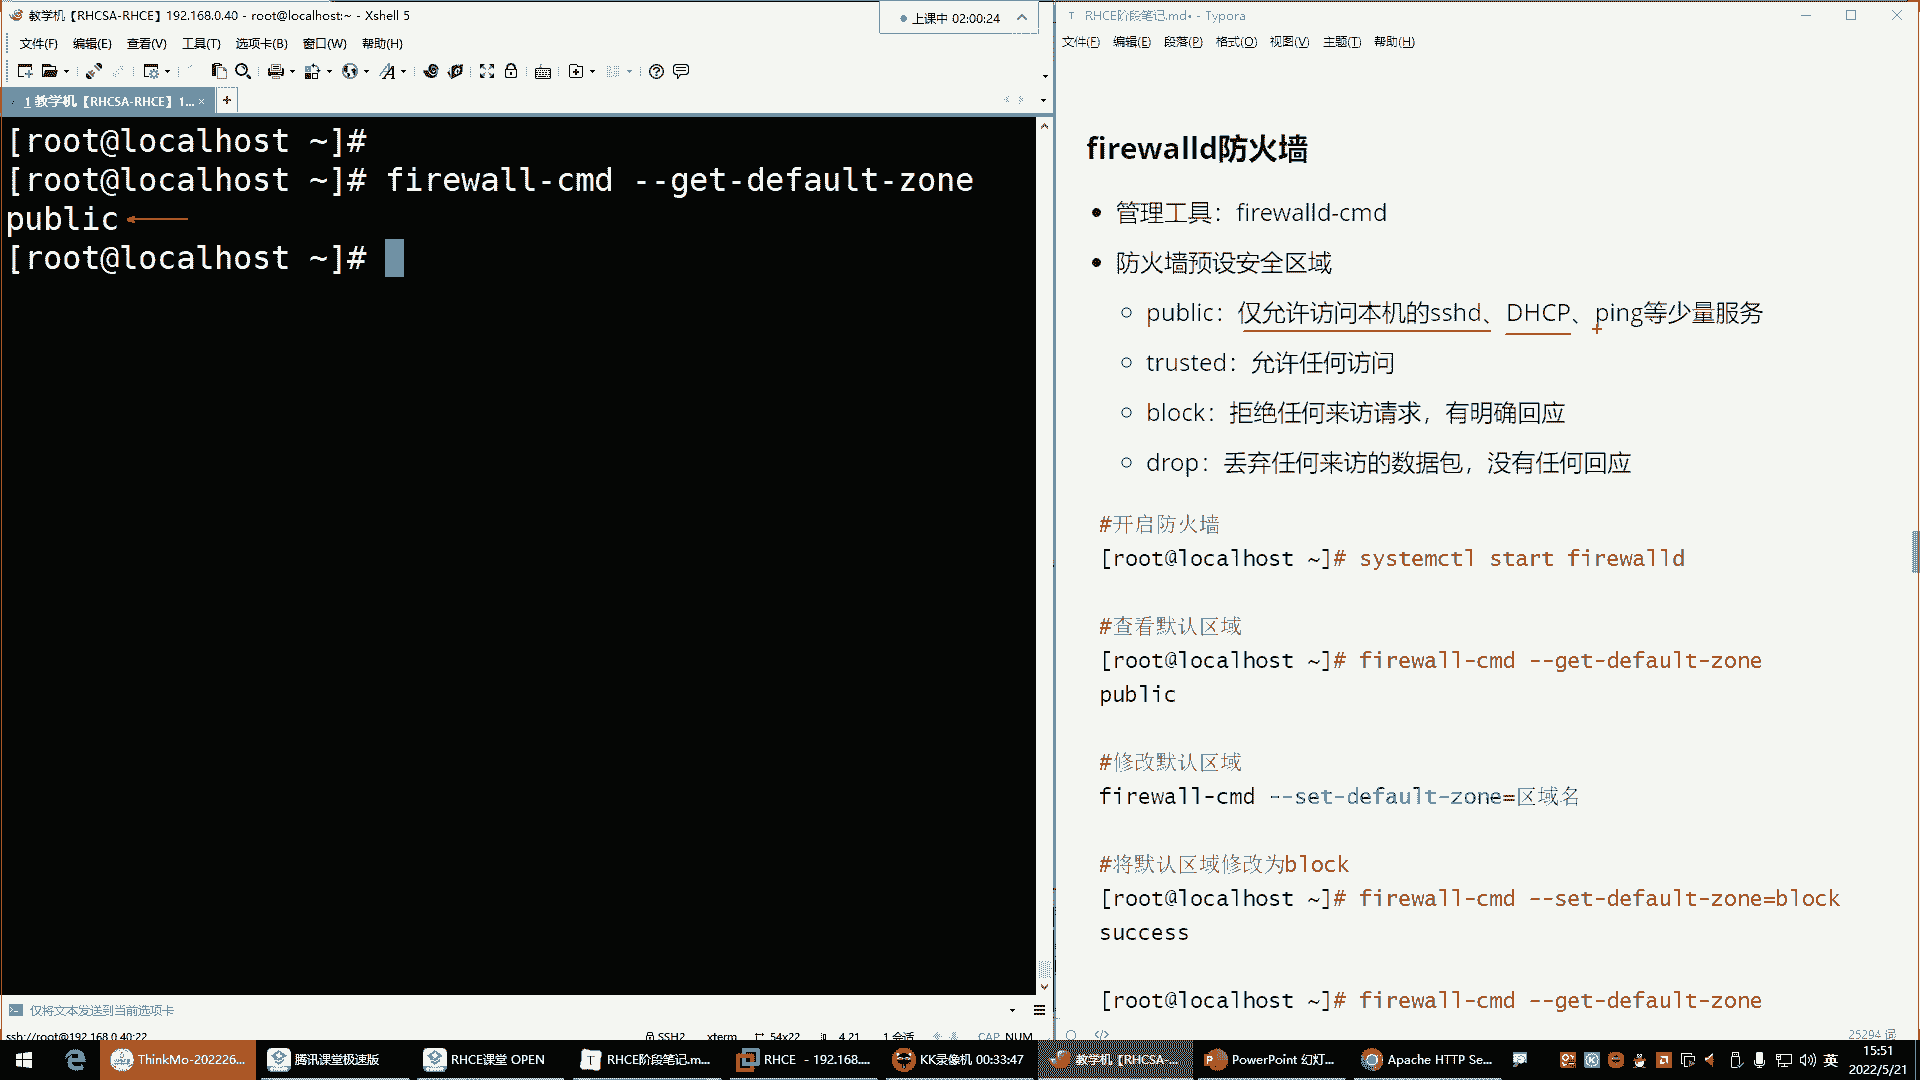 教学机【RHCSA-RHCE】192.168.0.40 - root@localhost:~ - Xshell 5
上课中 02:00:24
文件(F) 编辑(E) 查看(V) 工具(T) 选项卡(B) 窗口(W) 帮助(H)
1 教学机【RHCSA-RHCE】1... × +
[root@localhost ~]#
[root@localhost ~]# firewall-cmd --get-default-zone
public
[root@localhost ~]#
仅将文本发送到当前选项卡
ssh://root@192.168.0.40:22 SSH2 xterm 54x22 4,21 1 会话 CAP NUM
RHCE阶段笔记.md• - Typora
文件(F) 编辑(E) 段落(P) 格式(O) 视图(V) 主题(T) 帮助(H)
firewalld防火墙
管理工具：firewalld-cmd
防火墙预设安全区域
public：仅允许访问本机的sshd、DHCP、ping等少量服务
trusted：允许任何访问
block：拒绝任何来访请求，有明确回应
drop：丢弃任何来访的数据包，没有任何回应
#开启防火墙
[root@localhost ~]# systemctl start firewalld
#查看默认区域
[root@localhost ~]# firewall-cmd --get-default-zone
public
#修改默认区域
firewall-cmd --set-default-zone=区域名
#将默认区域修改为block
[root@localhost ~]# firewall-cmd --set-default-zone=block
success
[root@localhost ~]# firewall-cmd --get-default-zone
25294 词
ThinkMo-202226... 腾讯课堂极速版 RHCE课堂 OPEN RHCE阶段笔记.m... RHCE - 192.168.... KK录像机 00:33:47 教学机【RHCSA-... PowerPoint 幻灯... Apache HTTP Se... 英 15:51
2022/5/21